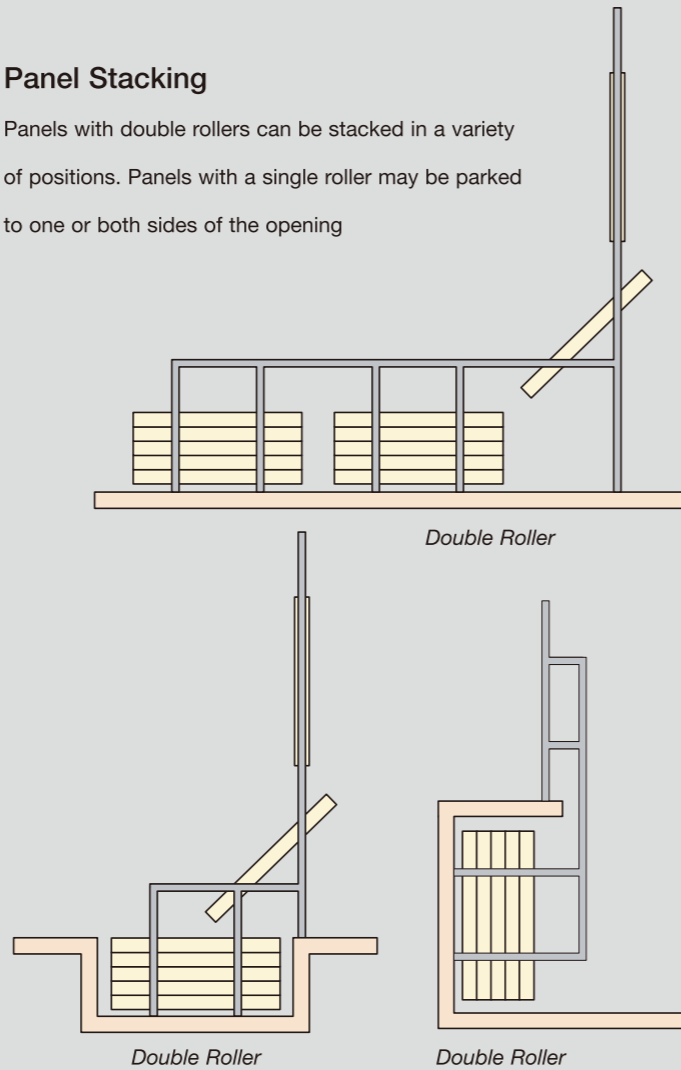 Panel Stacking
Panels with double rollers can be stacked in a variety
of positions. Panels with a single roller may be parked
to one or both sides of the opening
Double Roller
Double Roller
Double Roller